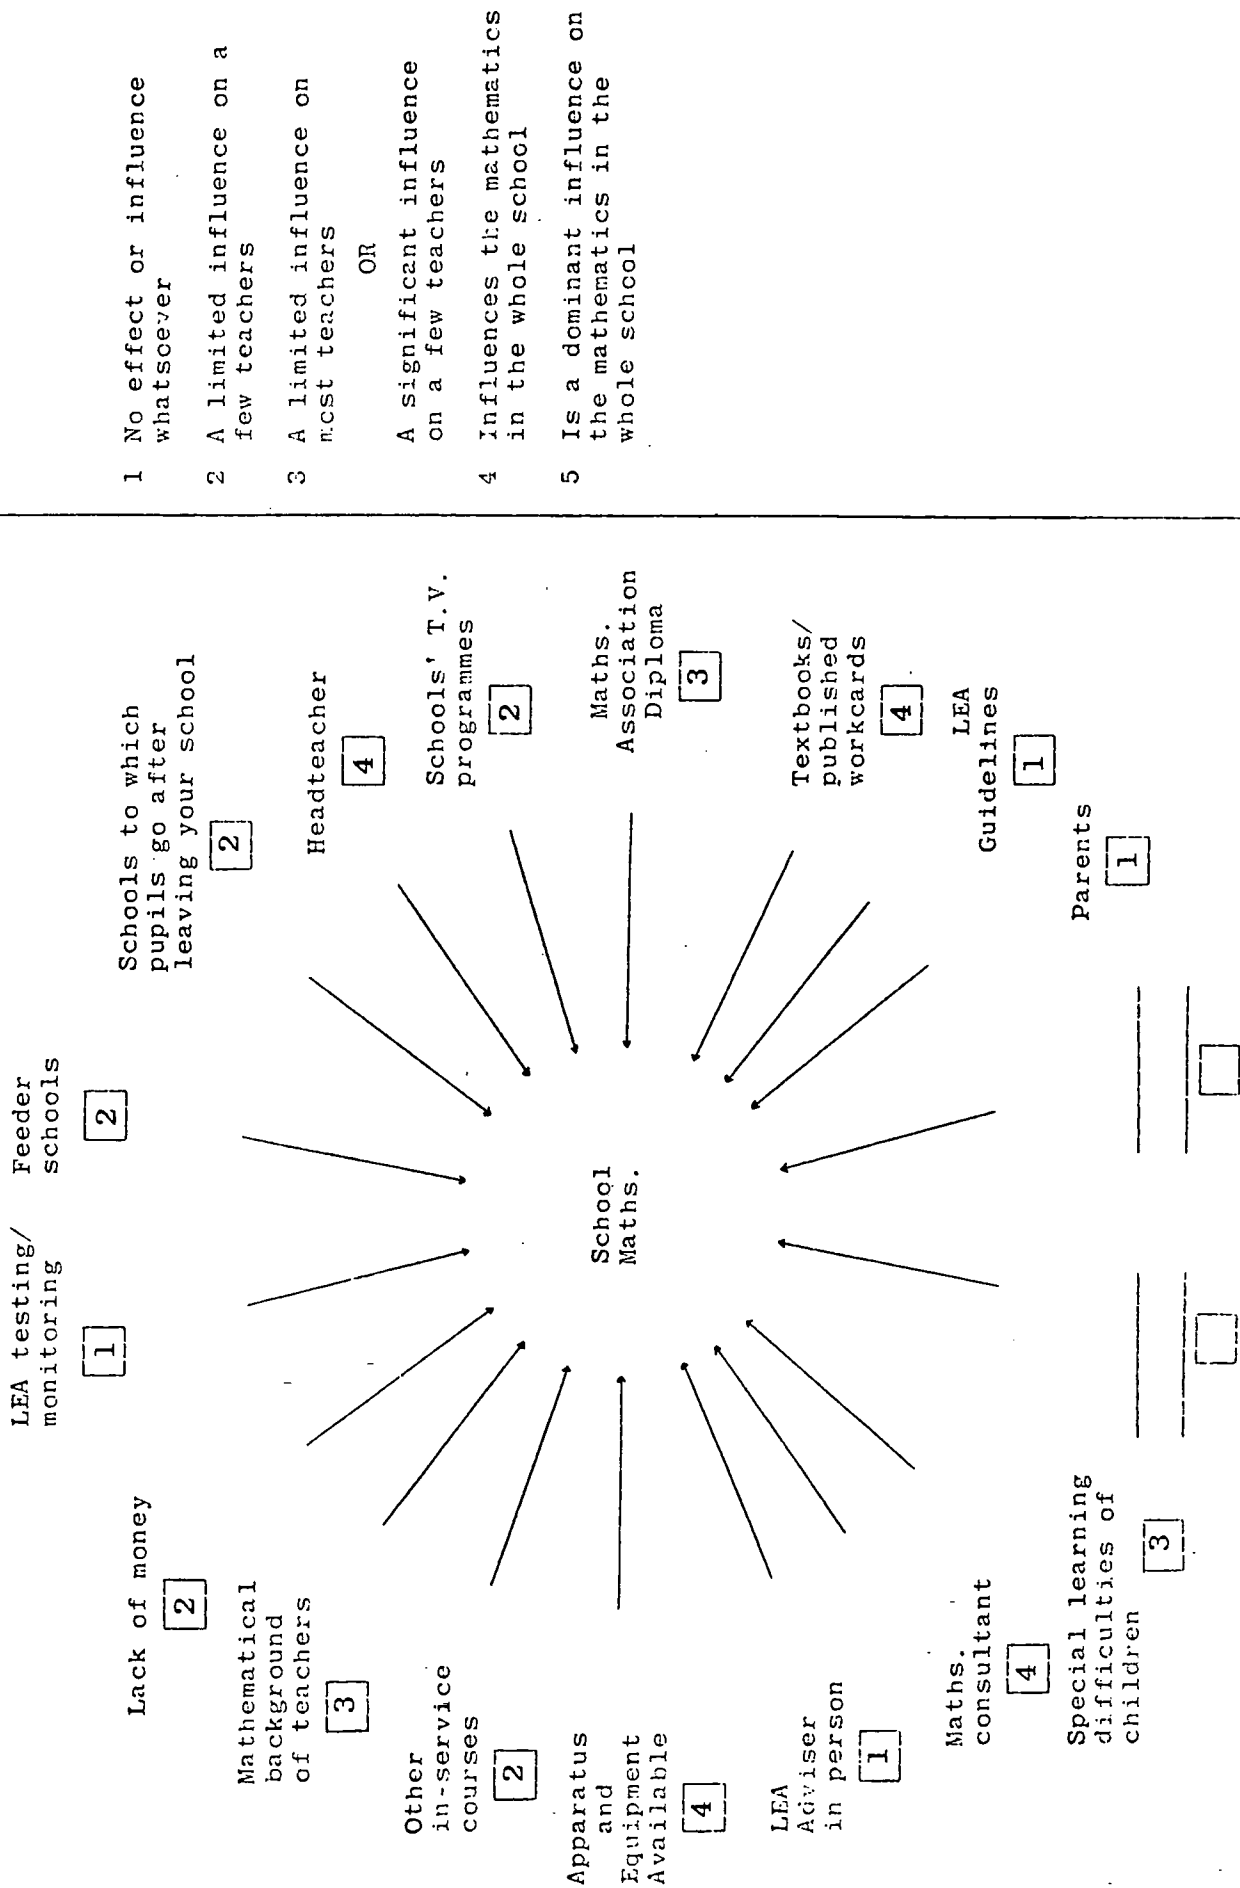 LEA testing/
monitoring
1
Feeder
schools
2
Schools to which
pupils go after
leaving your school
2
Headteacher
4
Schools' T.V.
programmes
2
Maths.
Association
Diploma
3
Textbooks/
published
workcards
4
LEA
Guidelines
1
Parents
1
Lack of money
2
Mathematical
background
of teachers
3
Other
in-service
courses
2
Apparatus
and
Equipment
Available
4
LEA
Adviser
in person
1
Maths.
consultant
4
Special learning
difficulties of
children
3
School
Maths.
1 No effect or influence
whatsoever
2 A limited influence on a
few teachers
3 A limited influence on
most teachers
OR
A significant influence
on a few teachers
4 Influences the mathematics
in the whole school
5 Is a dominant influence on
the mathematics in the
whole school